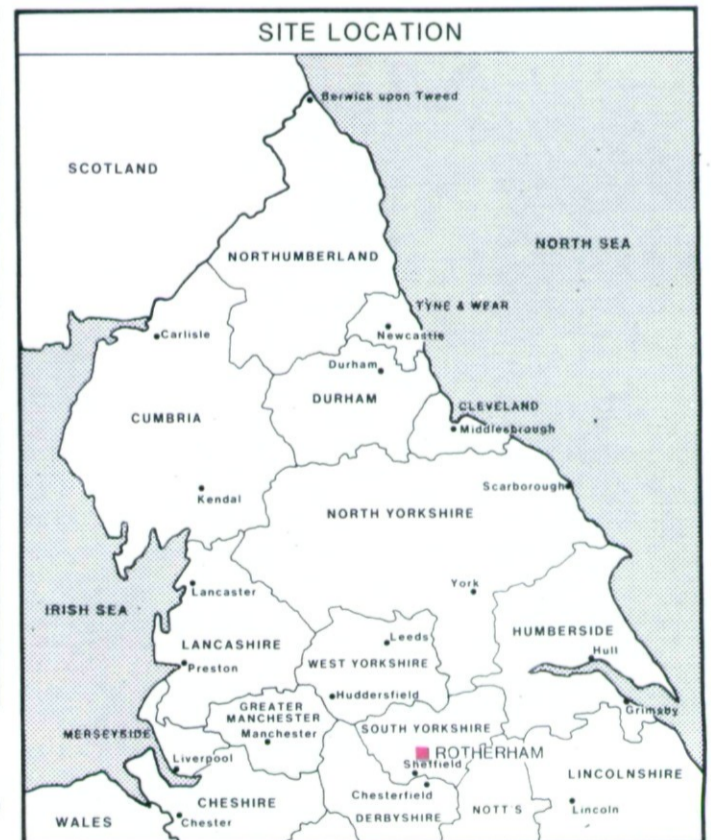 SITE LOCATION
Berwick upon Tweed
SCOTLAND
NORTH SEA
NORTHUMBERLAND
TYNE & WEAR
Carlisle
Newcastle
Durham
DURHAM
CLEVELAND
CUMBRIA
Middlesbrough
Scarborough
Kendal
NORTH YORKSHIRE
York
Lancaster
IRISH SEA
HUMBERSIDE
Leeds
LANCASHIRE
Hull
WEST YORKSHIRE
Preston
Huddersfield
GREATER
MANCHESTER
Grimsby
SOUTH YORKSHIRE
MERSEYSIDE
Manchester
ROTHERHAM
Liverpool
Sheffield
LINCOLNSHIRE
Chesterfield
CHESHIRE
NOTT S
Lincoln
DERBYSHIRE
WALES
Chester